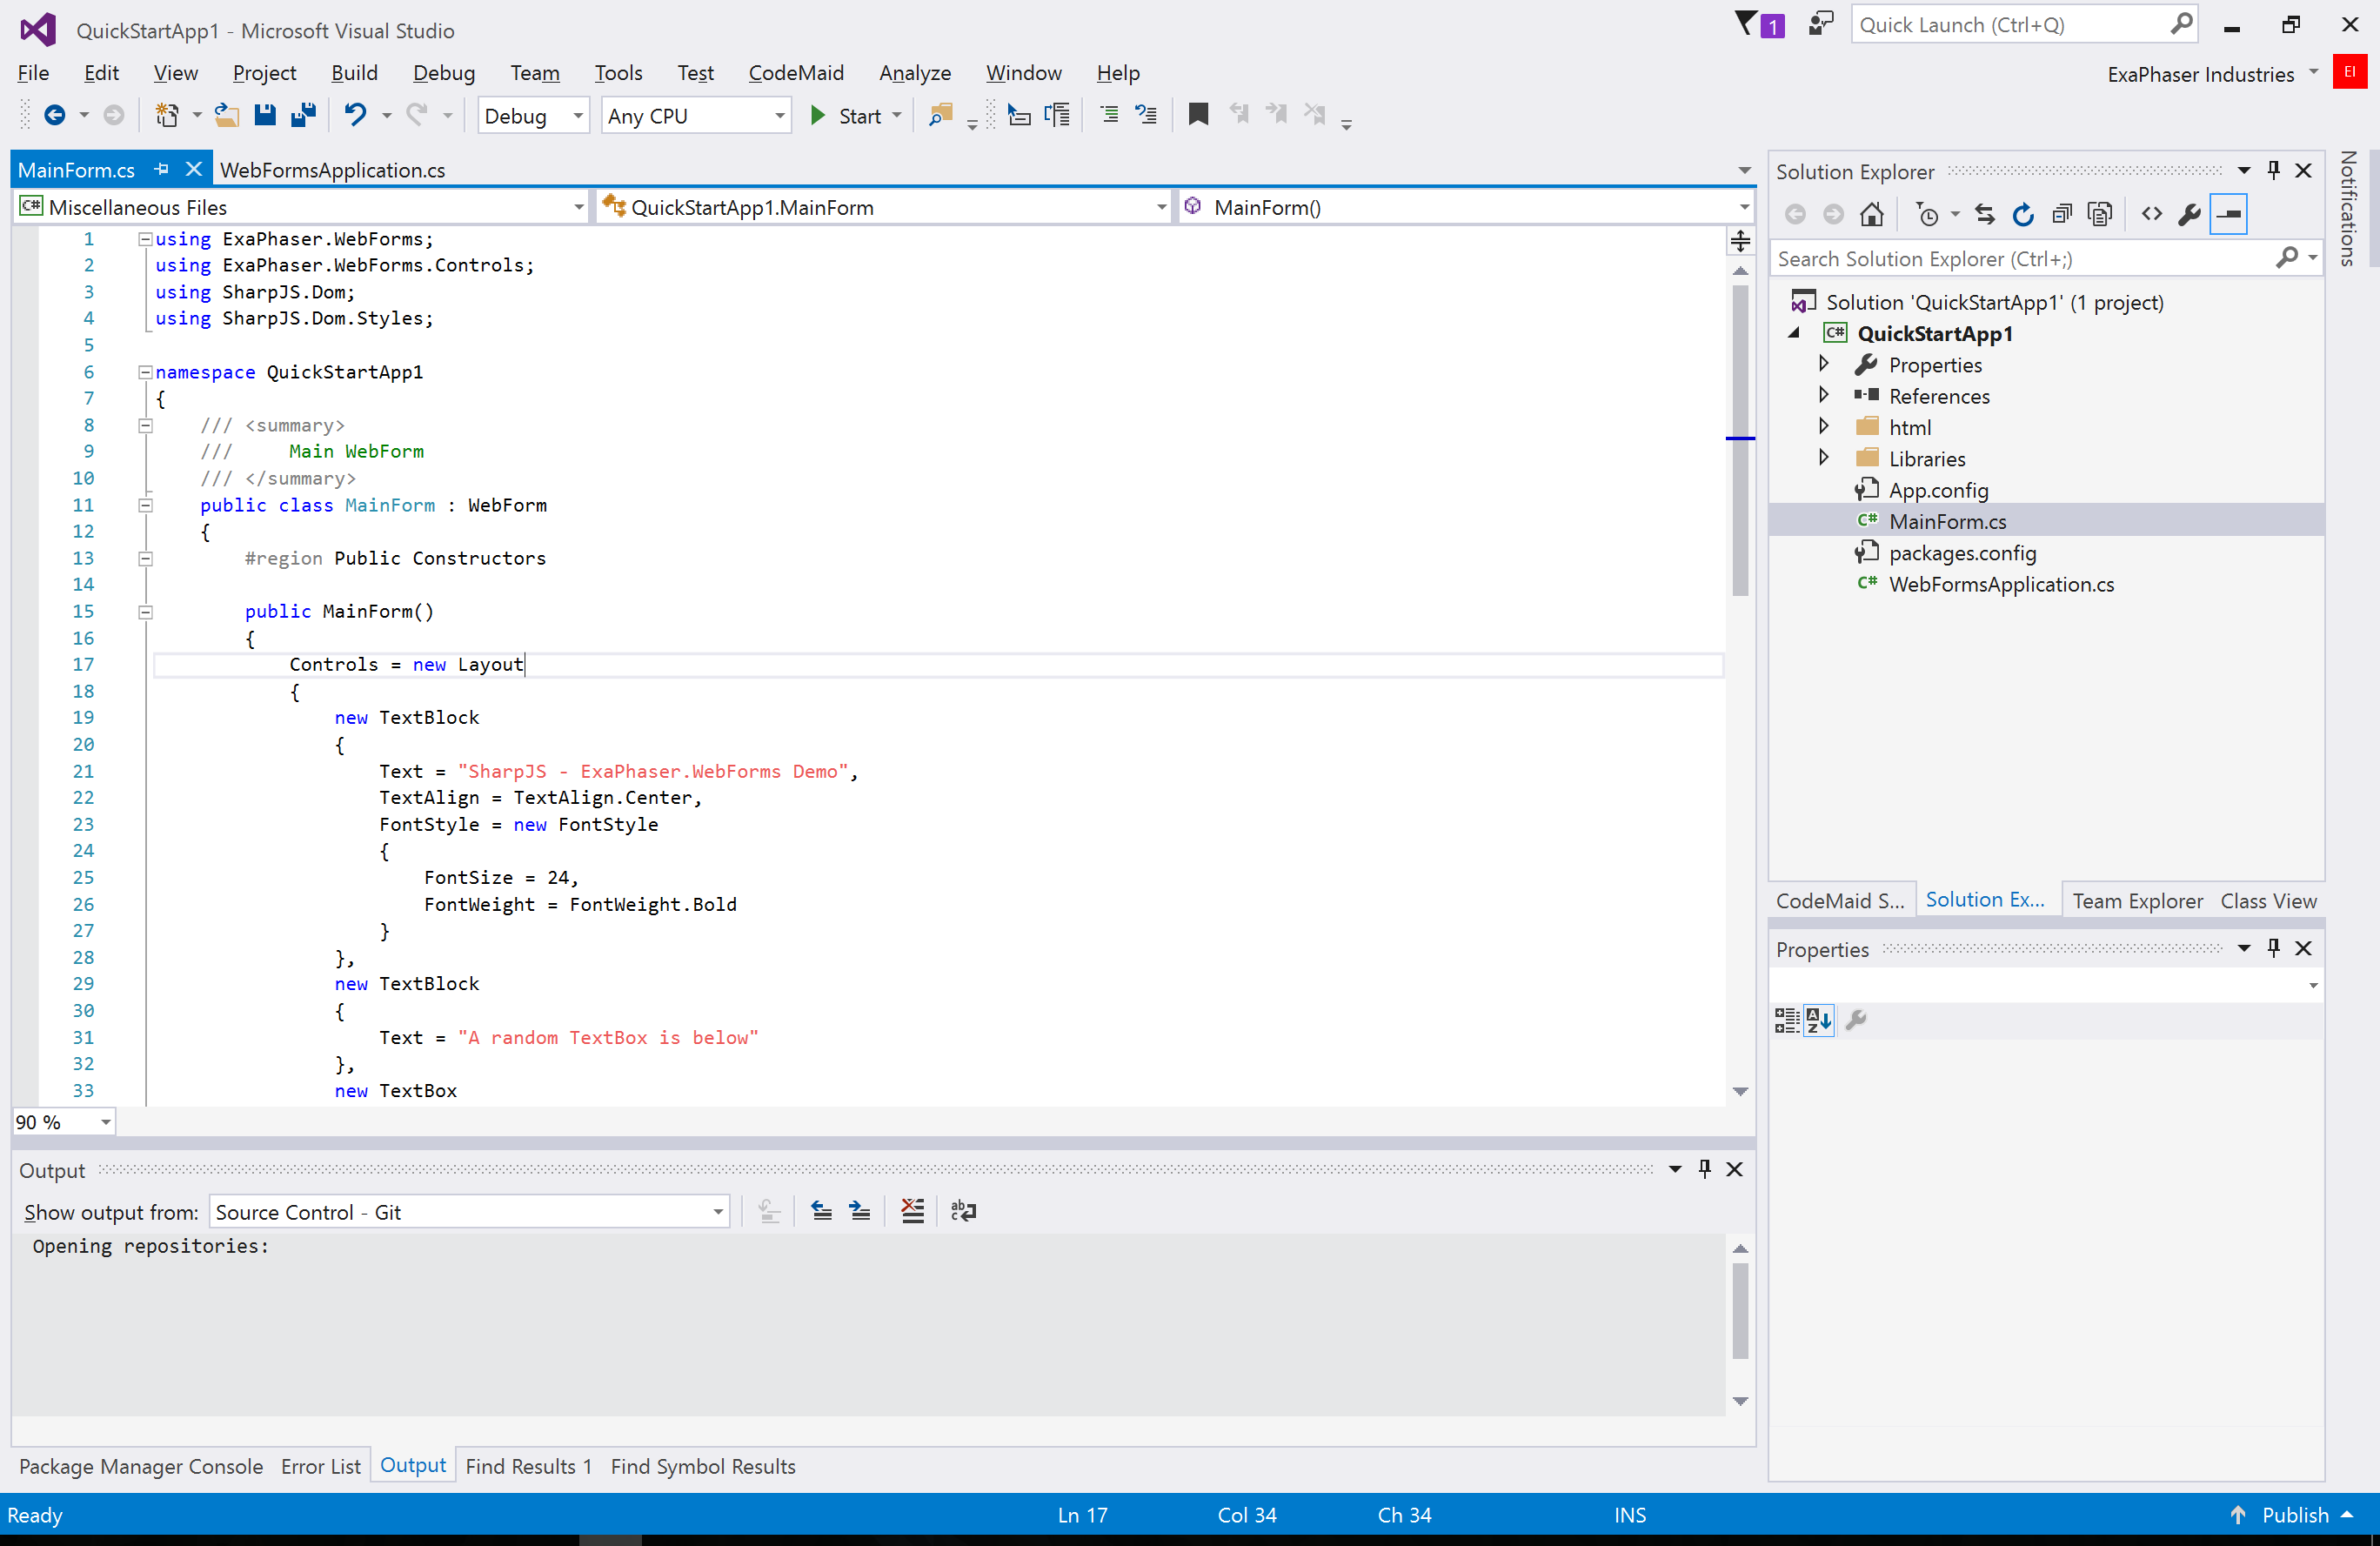 QuickStartApp1 - Microsoft Visual Studio
1
Quick Launch (Ctrl+Q)
File Edit View Project Build Debug Team Tools Test CodeMaid Analyze Window Help
ExaPhaser Industries EI
Debug Any CPU Start
MainForm.cs WebFormsApplication.cs
C# Miscellaneous Files QuickStartApp1.MainForm MainForm()
1 using ExaPhaser.WebForms;
2 using ExaPhaser.WebForms.Controls;
3 using SharpJS.Dom;
4 using SharpJS.Dom.Styles;
5
6 namespace QuickStartApp1
7 {
8 /// <summary>
9 /// Main WebForm
10 /// </summary>
11 public class MainForm : WebForm
12 {
13 #region Public Constructors
14
15 public MainForm()
16 {
17 Controls = new Layout
18 {
19 new TextBlock
20 {
21 Text = "SharpJS - ExaPhaser.WebForms Demo",
22 TextAlign = TextAlign.Center,
23 FontStyle = new FontStyle
24 {
25 FontSize = 24,
26 FontWeight = FontWeight.Bold
27 }
28 },
29 new TextBlock
30 {
31 Text = "A random TextBox is below"
32 },
33 new TextBox
90 %
Output
Show output from: Source Control - Git
Opening repositories:
Package Manager Console Error List Output Find Results 1 Find Symbol Results
Solution Explorer
Search Solution Explorer (Ctrl+;)
Solution 'QuickStartApp1' (1 project)
C# QuickStartApp1
Properties
References
html
Libraries
App.config
C# MainForm.cs
packages.config
C# WebFormsApplication.cs
CodeMaid S... Solution Ex... Team Explorer Class View
Properties
Notifications
Ready Ln 17 Col 34 Ch 34 INS Publish